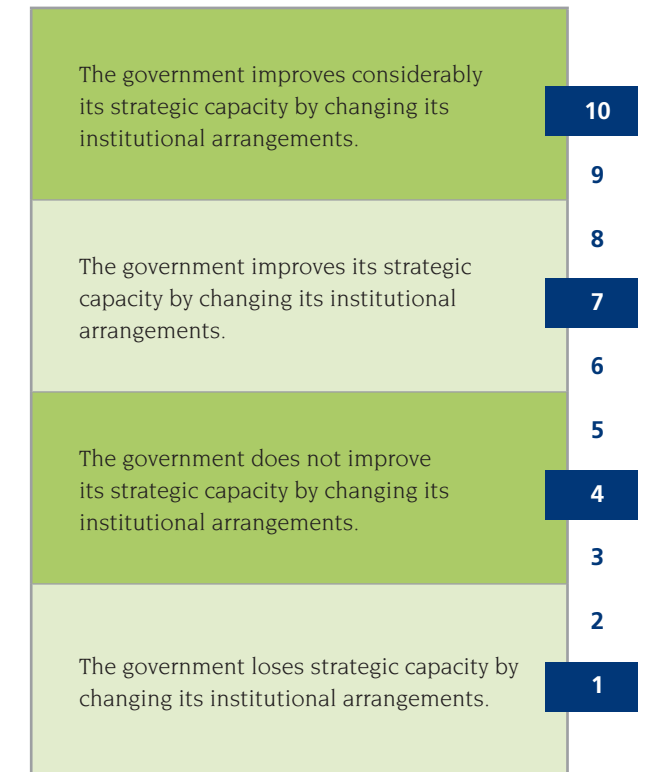 The government improves considerably
its strategic capacity by changing its
institutional arrangements.
10
9
8
The government improves its strategic
capacity by changing its institutional
arrangements.
7
6
5
The government does not improve
its strategic capacity by changing its
institutional arrangements.
4
3
2
The government loses strategic capacity by
changing its institutional arrangements.
1